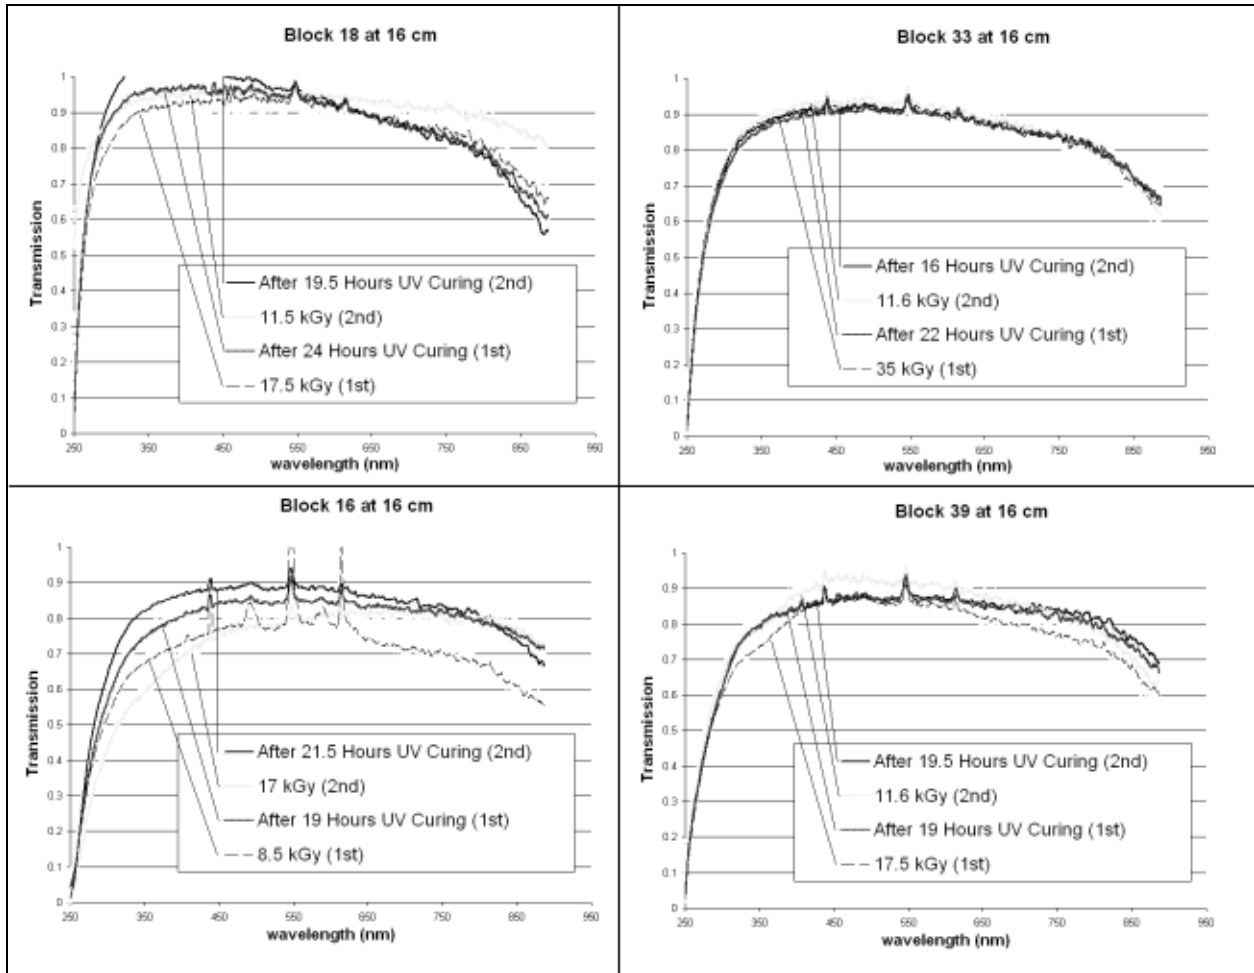 Block 18 at 16 cm
Transmission
1
0.9
0.8
0.7
0.6
0.5
0.4
0.3
0.2
0.1
0
After 19.5 Hours UV Curing (2nd)
11.5 kGy (2nd)
After 24 Hours UV Curing (1st)
17.5 kGy (1st)
250 350 450 550 650 750 850 950
wavelength (nm)
Block 33 at 16 cm
Transmission
1
0.9
0.8
0.7
0.6
0.5
0.4
0.3
0.2
0.1
0
After 16 Hours UV Curing (2nd)
11.6 kGy (2nd)
After 22 Hours UV Curing (1st)
35 kGy (1st)
250 350 450 550 650 750 850 950
wavelength (nm)
Block 16 at 16 cm
Transmission
1
0.9
0.8
0.7
0.6
0.5
0.4
0.3
0.2
0.1
0
After 21.5 Hours UV Curing (2nd)
17 kGy (2nd)
After 19 Hours UV Curing (1st)
8.5 kGy (1st)
250 350 450 550 650 750 850 950
wavelength (nm)
Block 39 at 16 cm
Transmission
1
0.9
0.8
0.7
0.6
0.5
0.4
0.3
0.2
0.1
0
After 19.5 Hours UV Curing (2nd)
11.6 kGy (2nd)
After 19 Hours UV Curing (1st)
17.5 kGy (1st)
250 350 450 550 650 750 850 950
wavelength (nm)